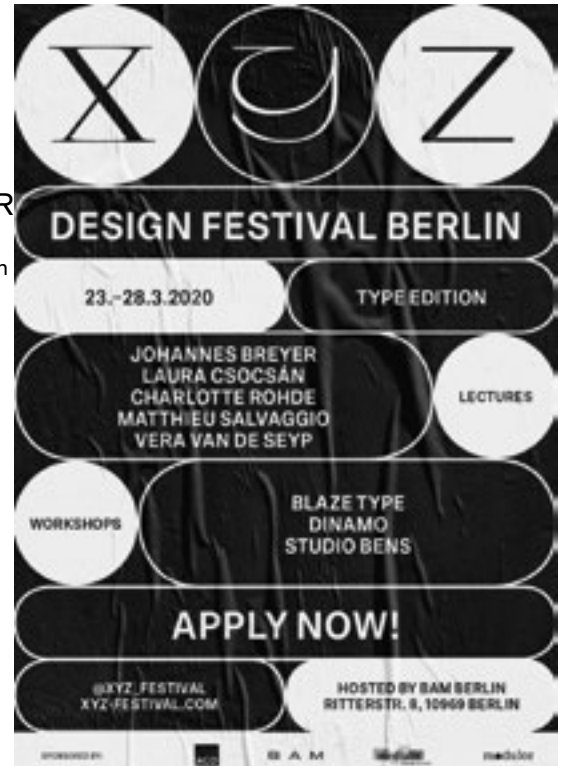 X y Z
DESIGN FESTIVAL BERLIN
23.–28.3.2020
TYPE EDITION
JOHANNES BREYER
LAURA CSOCSÁN
CHARLOTTE ROHDE
MATTHIEU SALVAGGIO
VERA VAN DE SEYP
LECTURES
WORKSHOPS
BLAZE TYPE
DINAMO
STUDIO BENS
APPLY NOW!
@XYZ_FESTIVAL
XYZ-FESTIVAL.COM
HOSTED BY BAM BERLIN
RITTERSTR. 8, 10969 BERLIN
SPONSORED BY:
BAM
modulor